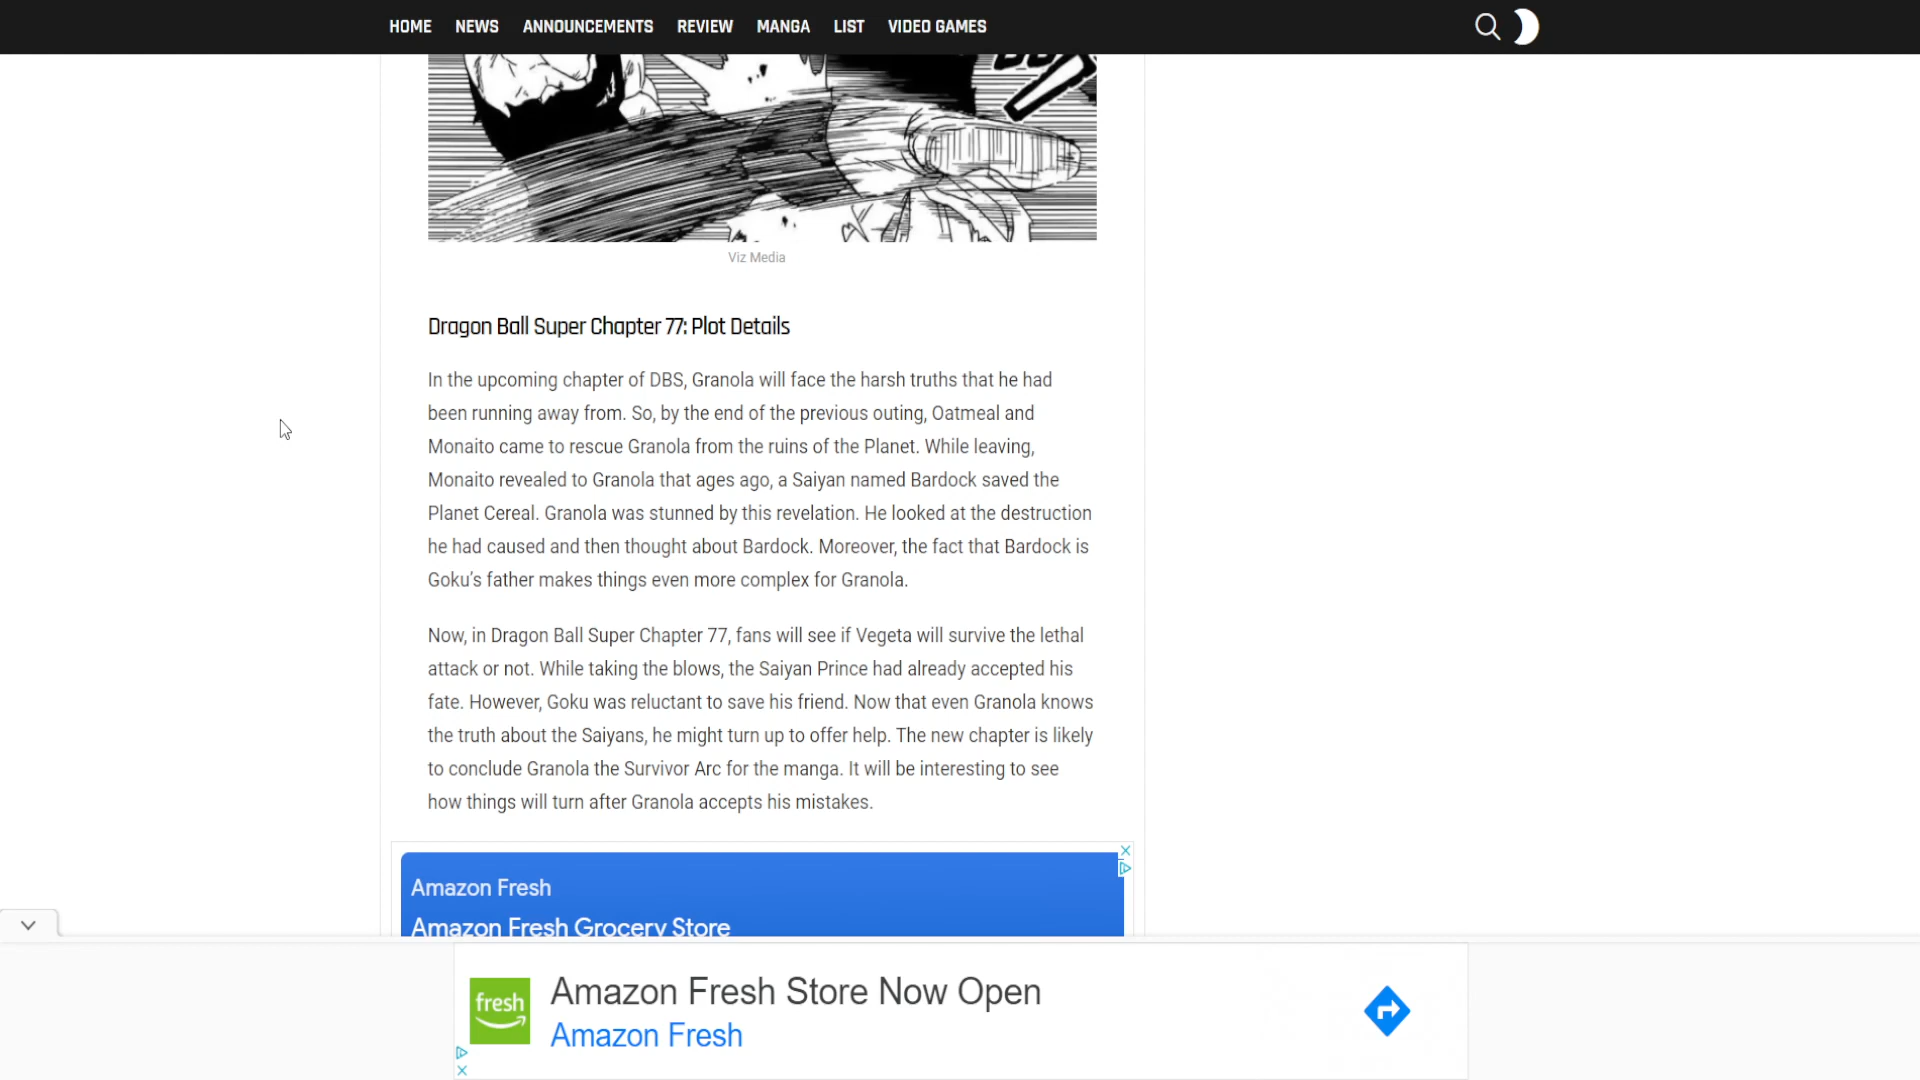 HOME NEWS ANNOUNCEMENTS REVIEW MANGA LIST VIDEO GAMES
Viz Media
Dragon Ball Super Chapter 77: Plot Details
In the upcoming chapter of DBS, Granola will face the harsh truths that he had
been running away from. So, by the end of the previous outing, Oatmeal and
Monaito came to rescue Granola from the ruins of the Planet. While leaving,
Monaito revealed to Granola that ages ago, a Saiyan named Bardock saved the
Planet Cereal. Granola was stunned by this revelation. He looked at the destruction
he had caused and then thought about Bardock. Moreover, the fact that Bardock is
Goku’s father makes things even more complex for Granola.
Now, in Dragon Ball Super Chapter 77, fans will see if Vegeta will survive the lethal
attack or not. While taking the blows, the Saiyan Prince had already accepted his
fate. However, Goku was reluctant to save his friend. Now that even Granola knows
the truth about the Saiyans, he might turn up to offer help. The new chapter is likely
to conclude Granola the Survivor Arc for the manga. It will be interesting to see
how things will turn after Granola accepts his mistakes.
Amazon Fresh
Amazon Fresh Grocery Store
fresh
Amazon Fresh Store Now Open
Amazon Fresh